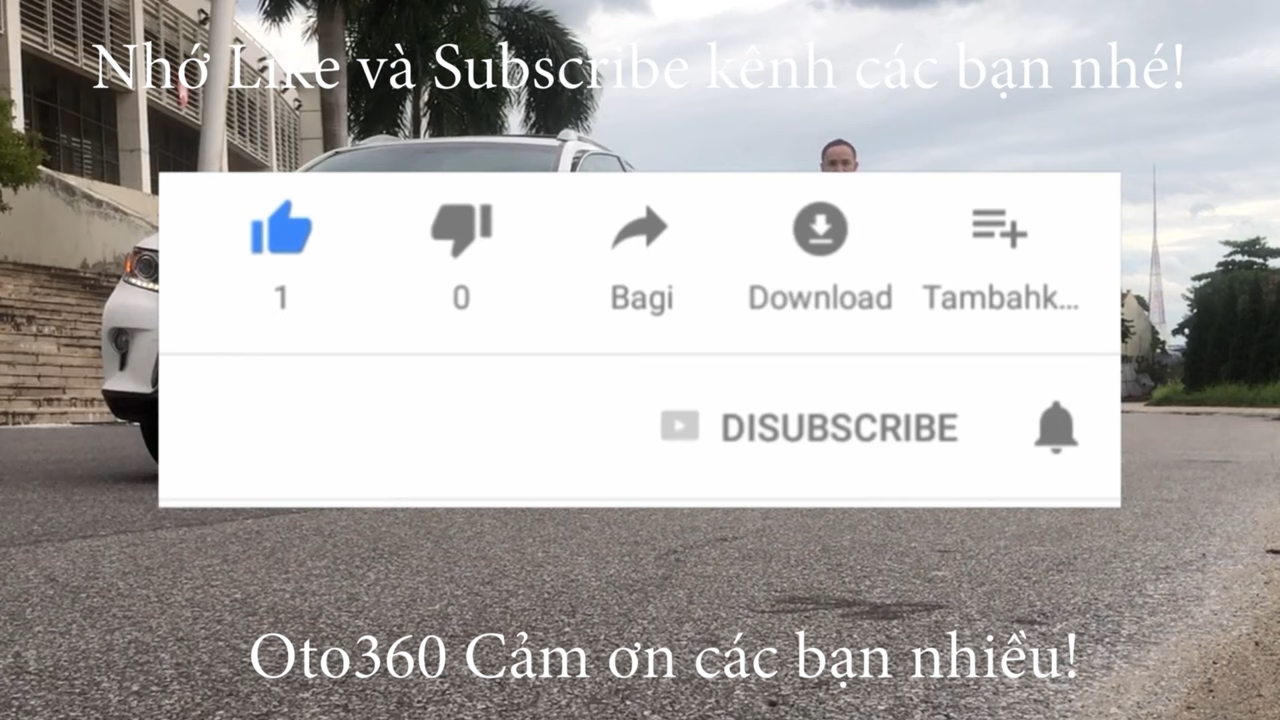 Nhớ Like và Subscribe kênh các bạn nhé!
1 0 Bagi Download Tambahk...
DISUBSCRIBE
Oto360 Cảm ơn các bạn nhiều!